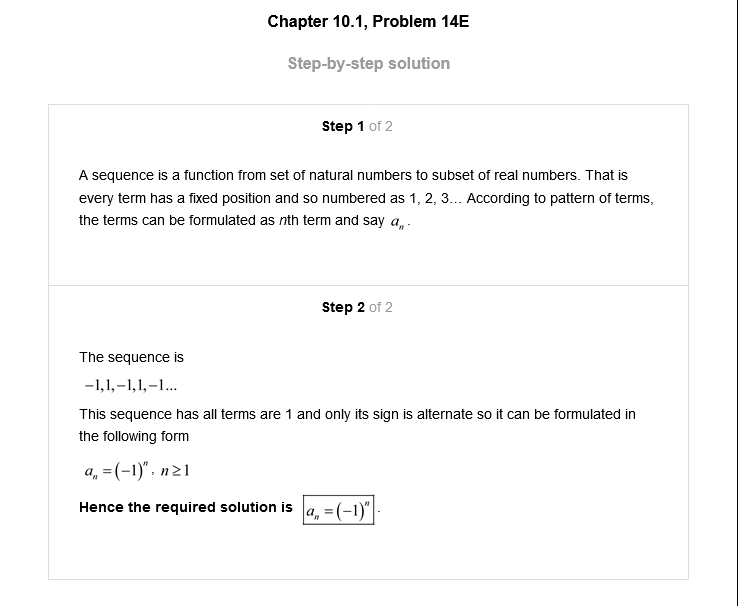 Chapter 10.1, Problem 14E
Step-by-step solution
Step 1 of 2
A sequence is a function from set of natural numbers to subset of real numbers. That is
every term has a fixed position and so numbered as 1, 2, 3... According to pattern of terms,
the terms can be formulated as nth term and say aₙ.
Step 2 of 2
The sequence is
−1,1,−1,1,−1...
This sequence has all terms are 1 and only its sign is alternate so it can be formulated in
the following form
aₙ = (−1)ⁿ, n ≥ 1
Hence the required solution is aₙ = (−1)ⁿ.